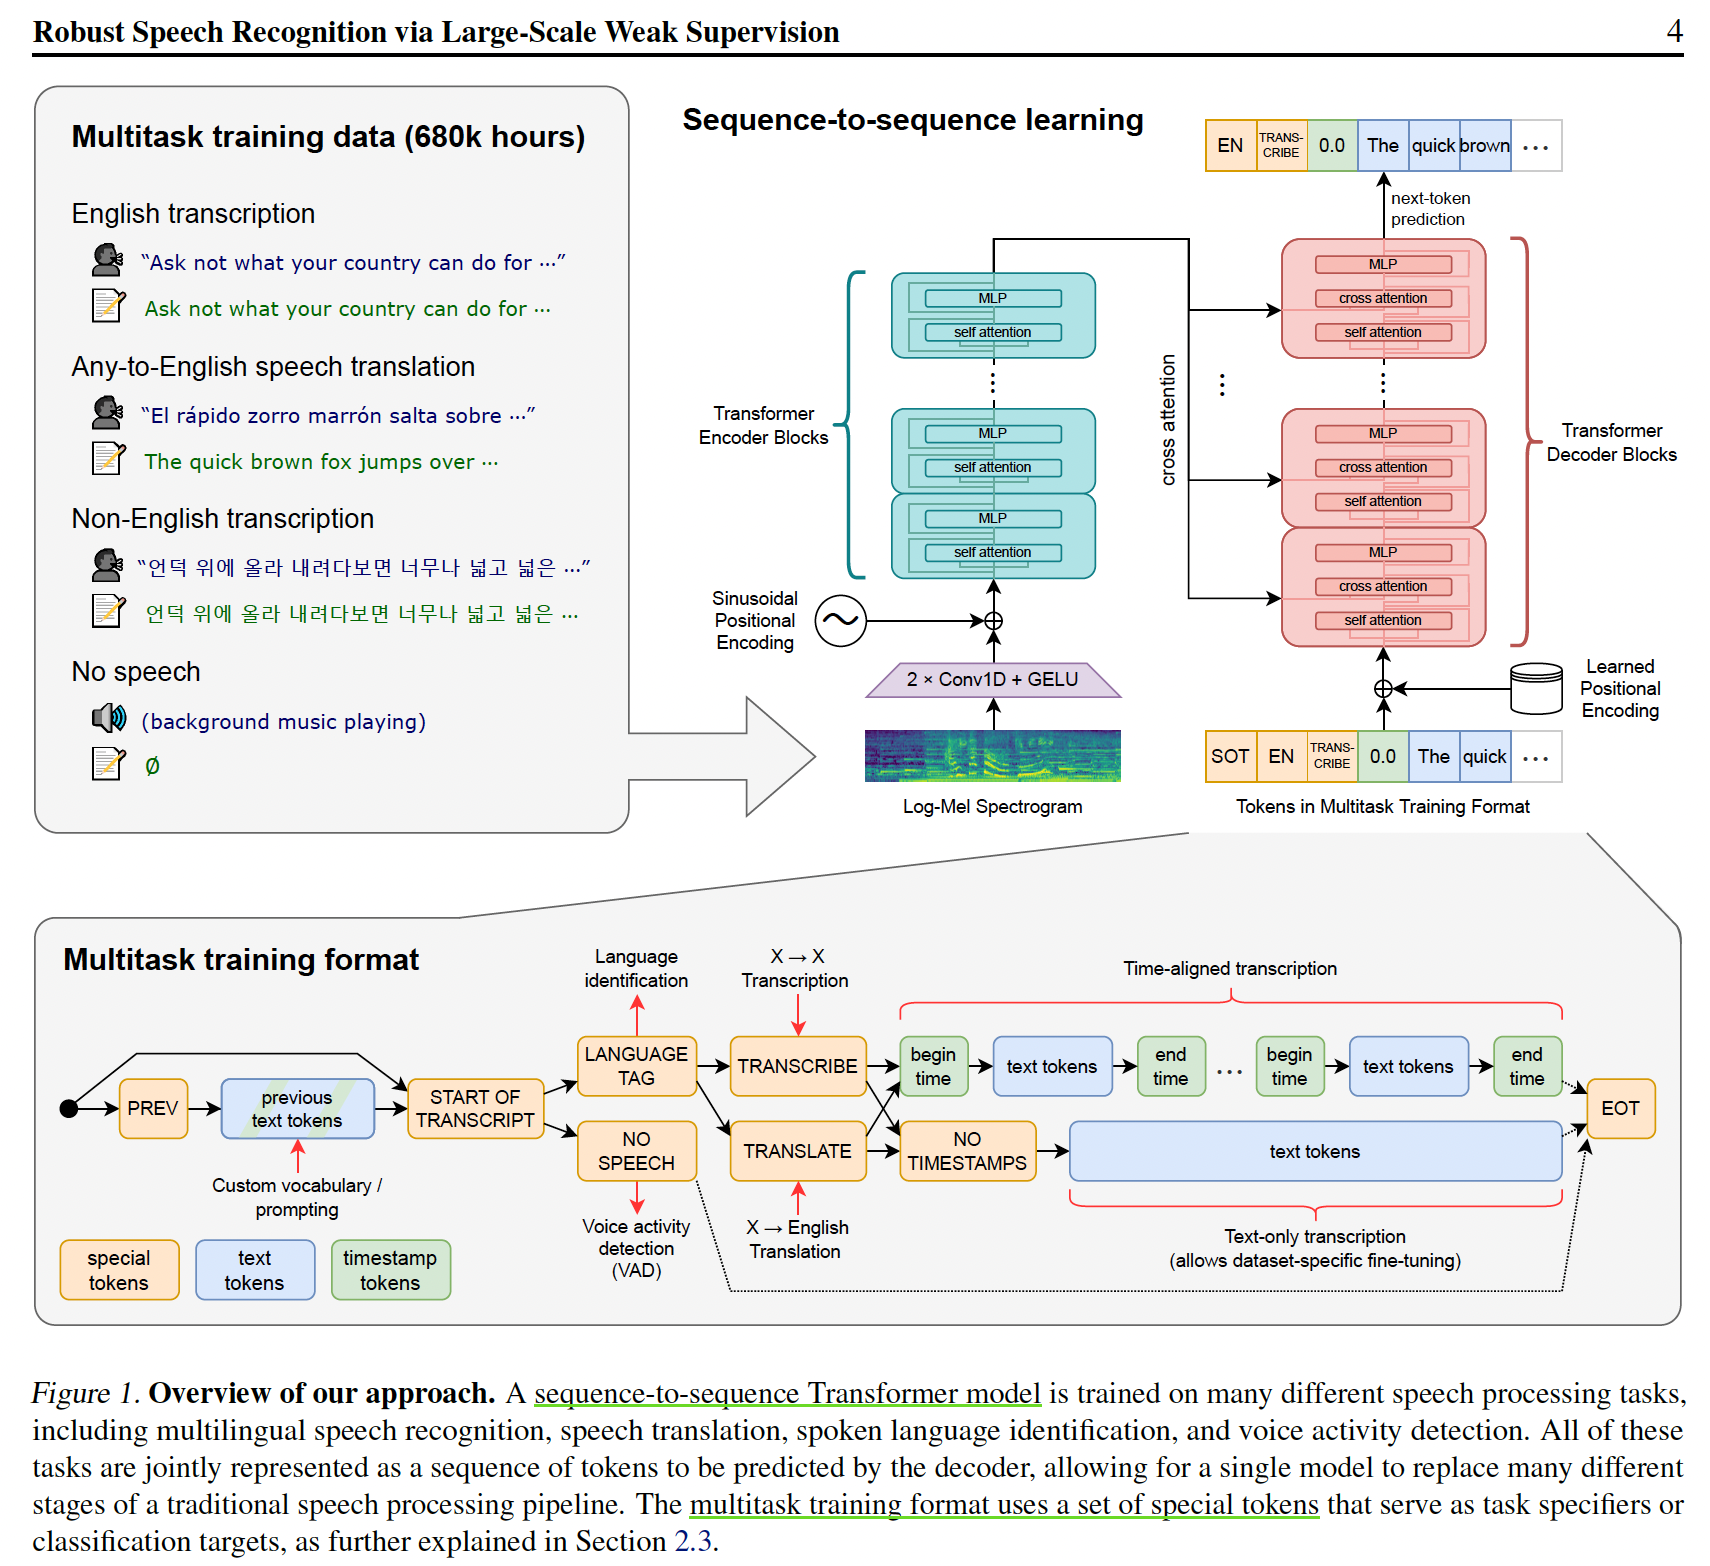 Robust Speech Recognition via Large-Scale Weak Supervision
4
Multitask training data (680k hours)
English transcription
“Ask not what your country can do for ⋯”
Ask not what your country can do for ⋯
Any-to-English speech translation
“El rápido zorro marrón salta sobre ⋯”
The quick brown fox jumps over ⋯
Non-English transcription
“언덕 위에 올라 내려다보면 너무나 넓고 넓은 ⋯”
언덕 위에 올라 내려다보면 너무나 넓고 넓은 ⋯
No speech
(background music playing)
∅
Sequence-to-sequence learning
EN
TRANS-
CRIBE
0.0
The
quick
brown
⋯
next-token
prediction
MLP
self attention
MLP
self attention
MLP
self attention
Transformer
Encoder Blocks
cross attention
MLP
cross attention
self attention
MLP
cross attention
self attention
MLP
cross attention
self attention
Transformer
Decoder Blocks
Sinusoidal
Positional
Encoding
2 × Conv1D + GELU
Log-Mel Spectrogram
Learned
Positional
Encoding
SOT
EN
TRANS-
CRIBE
0.0
The
quick
⋯
Tokens in Multitask Training Format
Multitask training format
Language
identification
X → X
Transcription
Time-aligned transcription
PREV
previous
text tokens
START OF
TRANSCRIPT
LANGUAGE
TAG
NO
SPEECH
TRANSCRIBE
TRANSLATE
begin
time
text tokens
end
time
⋯
begin
time
text tokens
end
time
NO
TIMESTAMPS
text tokens
EOT
Custom vocabulary /
prompting
Voice activity
detection
(VAD)
X → English
Translation
Text-only transcription
(allows dataset-specific fine-tuning)
special
tokens
text
tokens
timestamp
tokens
Figure 1. Overview of our approach. A sequence-to-sequence Transformer model is trained on many different speech processing tasks,
including multilingual speech recognition, speech translation, spoken language identification, and voice activity detection. All of these
tasks are jointly represented as a sequence of tokens to be predicted by the decoder, allowing for a single model to replace many different
stages of a traditional speech processing pipeline. The multitask training format uses a set of special tokens that serve as task specifiers or
classification targets, as further explained in Section 2.3.